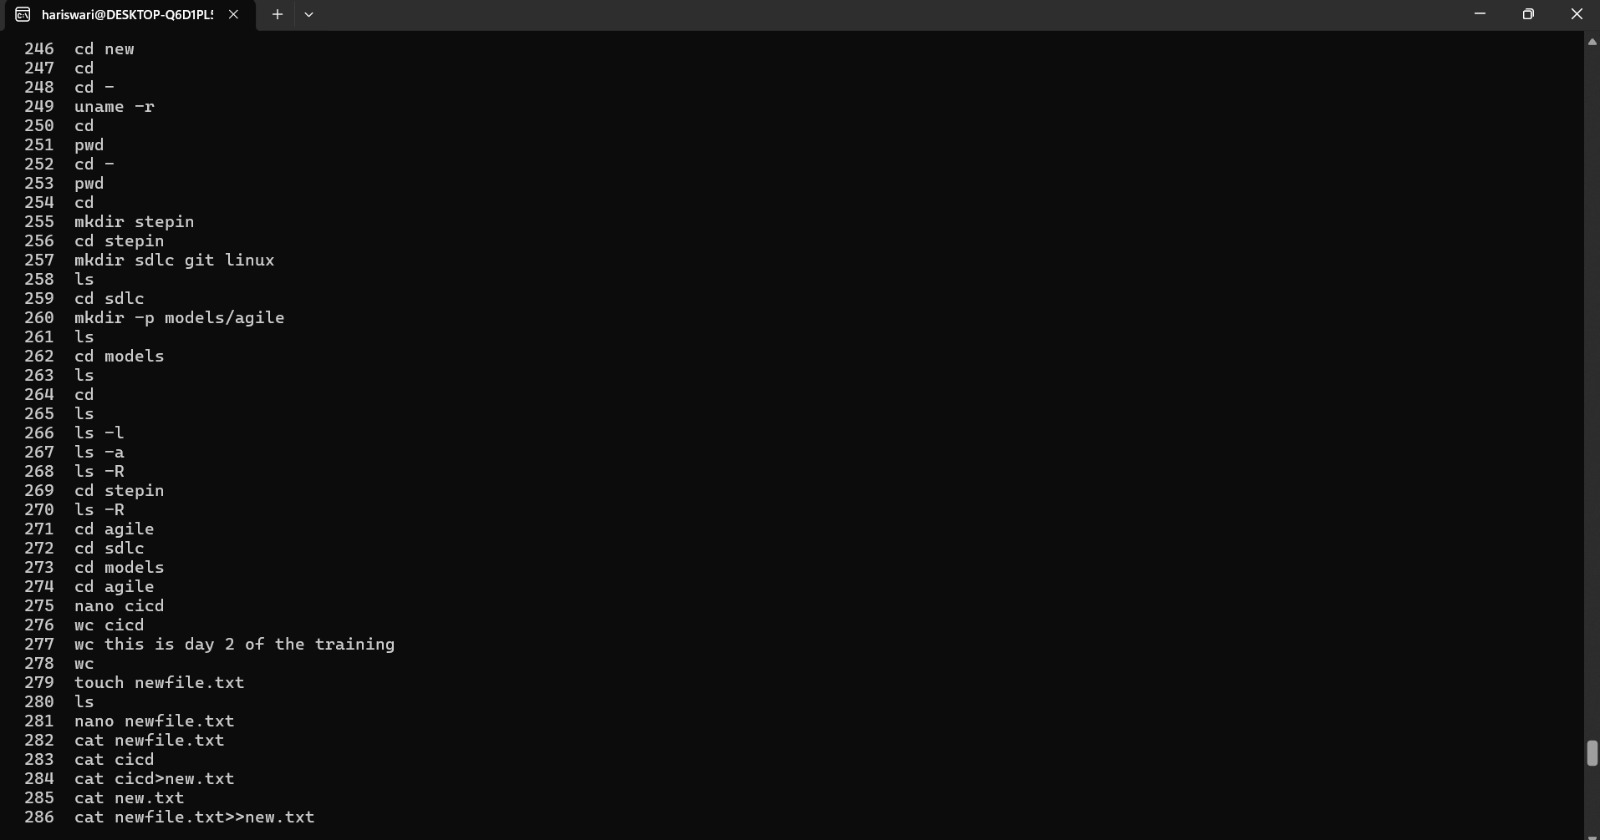 hariswari@DESKTOP-Q6D1PL!
246 cd new
247 cd
248 cd -
249 uname -r
250 cd
251 pwd
252 cd -
253 pwd
254 cd
255 mkdir stepin
256 cd stepin
257 mkdir sdlc git linux
258 ls
259 cd sdlc
260 mkdir -p models/agile
261 ls
262 cd models
263 ls
264 cd
265 ls
266 ls -l
267 ls -a
268 ls -R
269 cd stepin
270 ls -R
271 cd agile
272 cd sdlc
273 cd models
274 cd agile
275 nano cicd
276 wc cicd
277 wc this is day 2 of the training
278 wc
279 touch newfile.txt
280 ls
281 nano newfile.txt
282 cat newfile.txt
283 cat cicd
284 cat cicd>new.txt
285 cat new.txt
286 cat newfile.txt>>new.txt